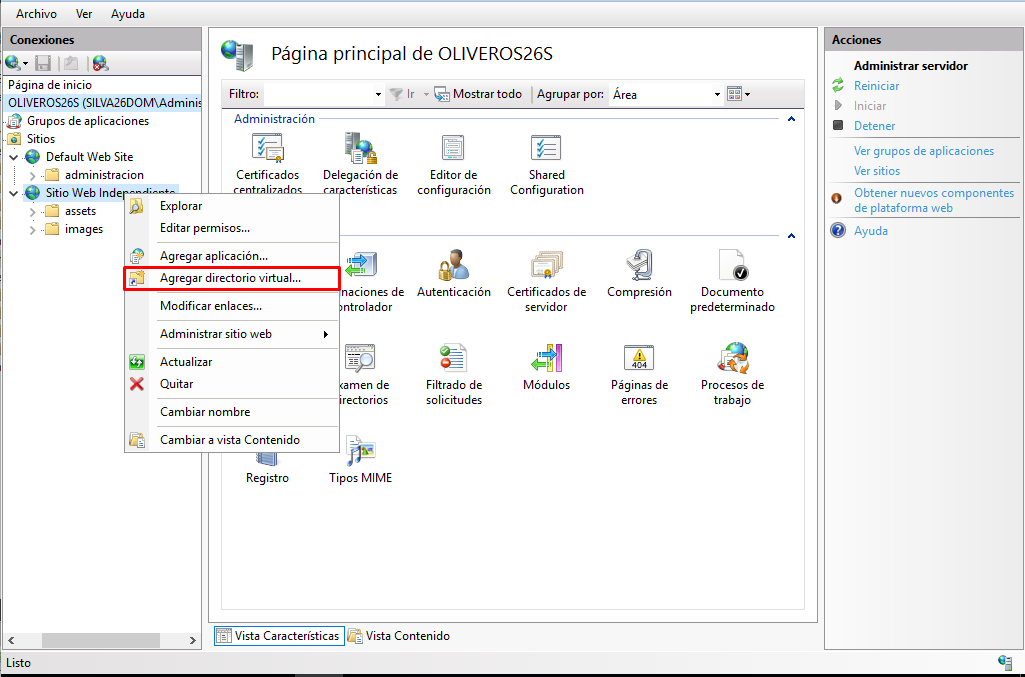 Archivo Ver Ayuda
Conexiones
Página de inicio
OLIVEROS26S (SILVA26DOM\Adminis
Grupos de aplicaciones
Sitios
Default Web Site
administracion
Sitio Web Independiente
assets
images
Explorar
Editar permisos...
Agregar aplicación...
Agregar directorio virtual...
Modificar enlaces...
Administrar sitio web
Actualizar
Quitar
Cambiar nombre
Cambiar a vista Contenido
Página principal de OLIVEROS26S
Filtro: Ir Mostrar todo Agrupar por: Área
Administración
Certificados
centralizados
Delegación de
características
Editor de
configuración
Shared
Configuration
naciones de
ontrolador
Autenticación
Certificados de
servidor
Compresión
Documento
predeterminado
xamen de
irectorios
Filtrado de
solicitudes
Módulos
404
Páginas de
errores
Procesos de
trabajo
Registro
Tipos MIME
Vista Características Vista Contenido
Acciones
Administrar servidor
Reiniciar
Iniciar
Detener
Ver grupos de aplicaciones
Ver sitios
Obtener nuevos componentes
de plataforma web
Ayuda
Listo